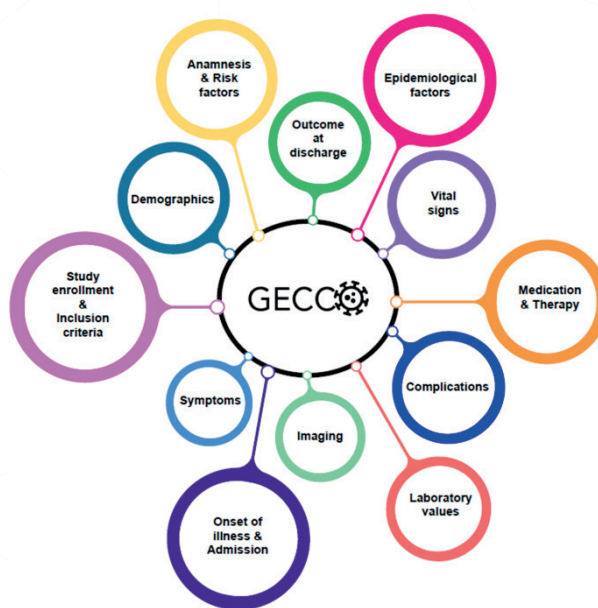 Anamnesis
& Risk
factors
Epidemiological
factors
Outcome
at
discharge
Demographics
Vital
signs
Study
enrollment
&
Inclusion
criteria
GECCO
Medication
& Therapy
Symptoms
Complications
Imaging
Laboratory
values
Onset of
illness &
Admission